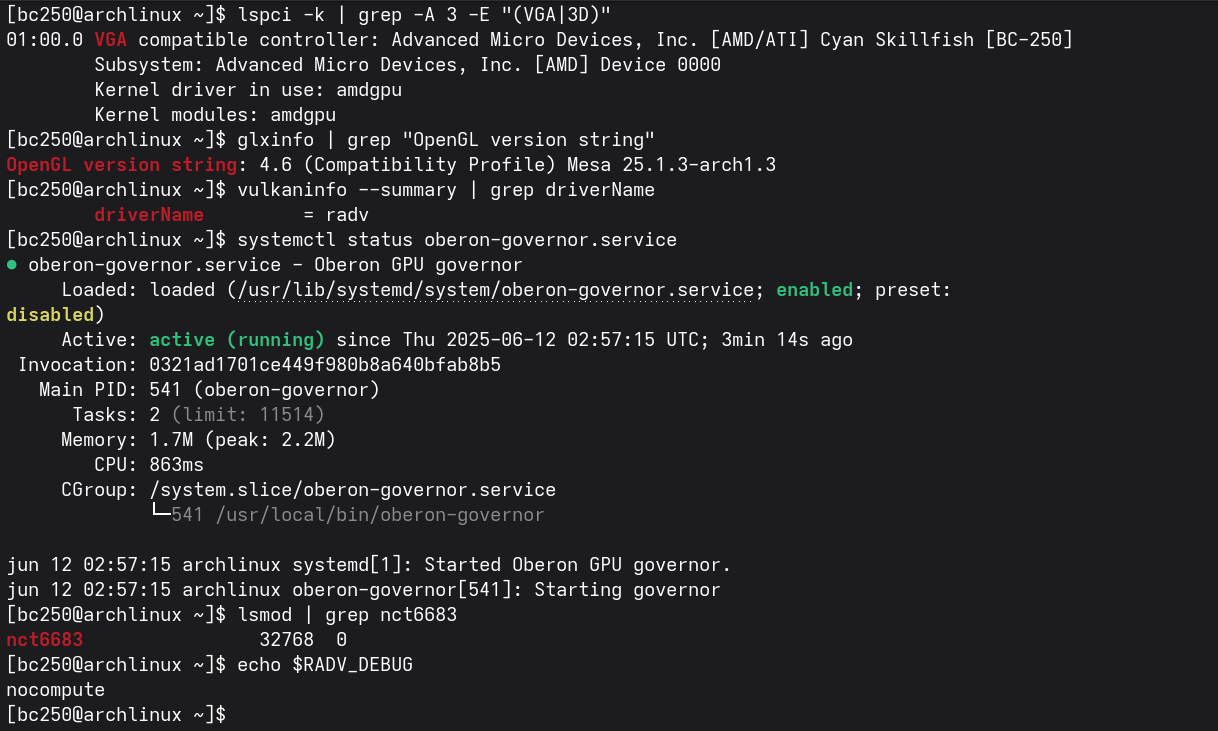 [bc250@archlinux ~]$ lspci -k | grep -A 3 -E "(VGA|3D)"
01:00.0 VGA compatible controller: Advanced Micro Devices, Inc. [AMD/ATI] Cyan Skillfish [BC-250]
        Subsystem: Advanced Micro Devices, Inc. [AMD] Device 0000
        Kernel driver in use: amdgpu
        Kernel modules: amdgpu
[bc250@archlinux ~]$ glxinfo | grep "OpenGL version string"
OpenGL version string: 4.6 (Compatibility Profile) Mesa 25.1.3-arch1.3
[bc250@archlinux ~]$ vulkaninfo --summary | grep driverName
        driverName         = radv
[bc250@archlinux ~]$ systemctl status oberon-governor.service
● oberon-governor.service - Oberon GPU governor
     Loaded: loaded (/usr/lib/systemd/system/oberon-governor.service; enabled; preset:
disabled)
     Active: active (running) since Thu 2025-06-12 02:57:15 UTC; 3min 14s ago
 Invocation: 0321ad1701ce449f980b8a640bfab8b5
   Main PID: 541 (oberon-governor)
      Tasks: 2 (limit: 11514)
     Memory: 1.7M (peak: 2.2M)
        CPU: 863ms
     CGroup: /system.slice/oberon-governor.service
             └─541 /usr/local/bin/oberon-governor

jun 12 02:57:15 archlinux systemd[1]: Started Oberon GPU governor.
jun 12 02:57:15 archlinux oberon-governor[541]: Starting governor
[bc250@archlinux ~]$ lsmod | grep nct6683
nct6683                32768  0
[bc250@archlinux ~]$ echo $RADV_DEBUG
nocompute
[bc250@archlinux ~]$